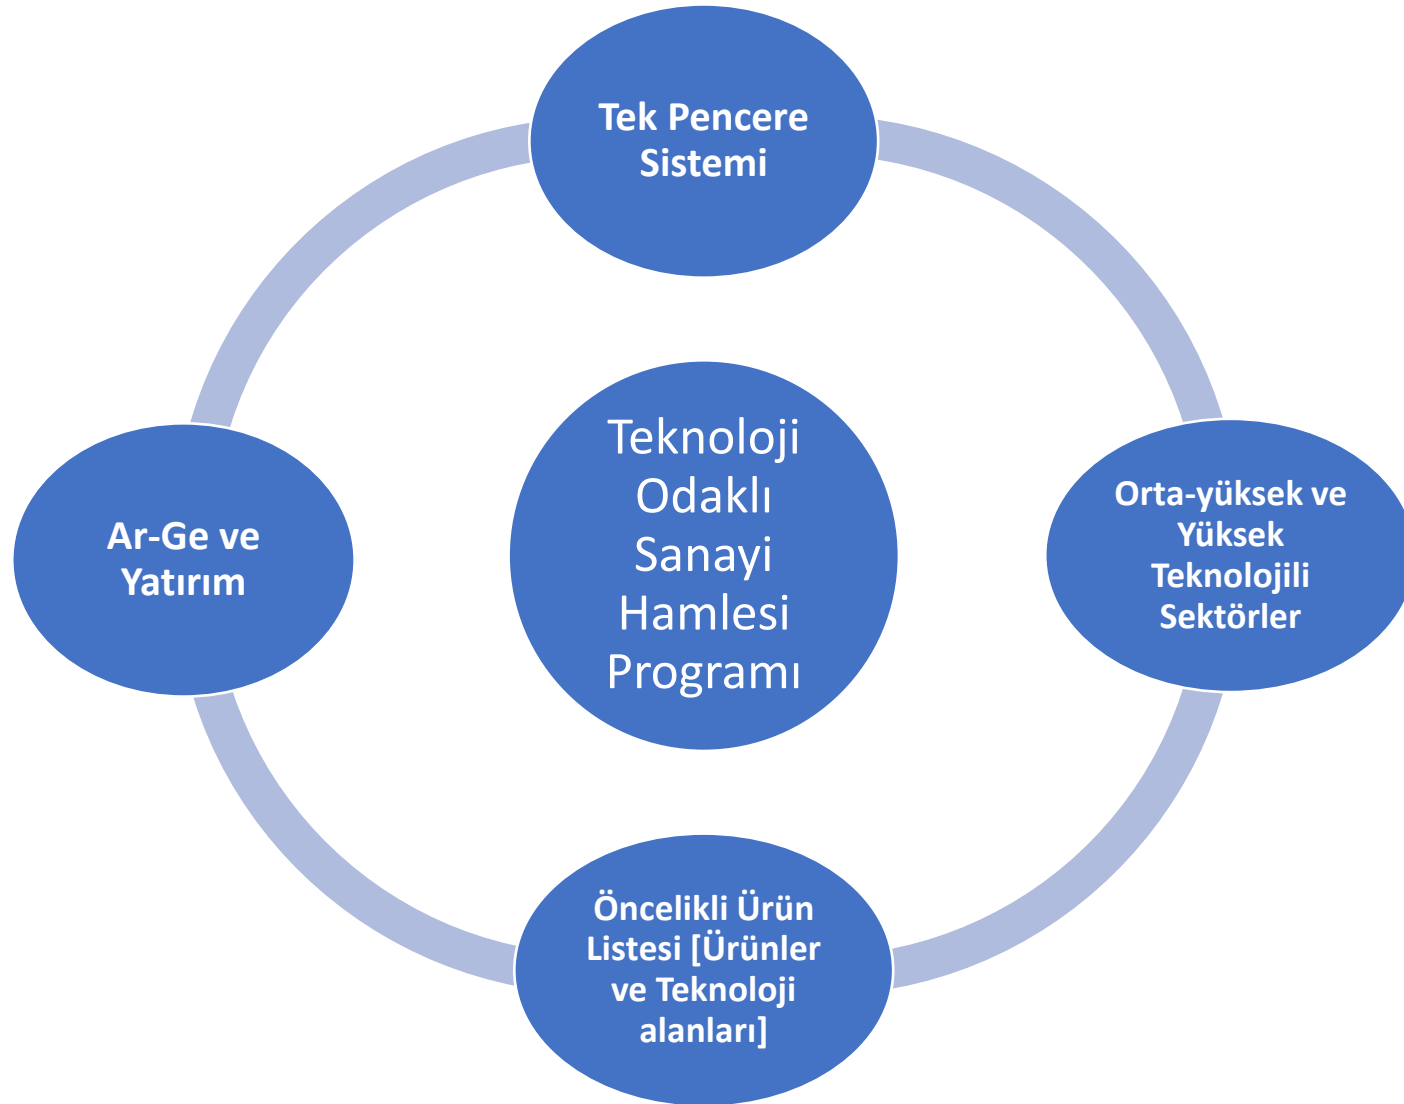 Tek Pencere
Sistemi
Ar-Ge ve
Yatırım
Teknoloji
Odaklı
Sanayi
Hamlesi
Programı
Orta-yüksek ve
Yüksek
Teknolojili
Sektörler
Öncelikli Ürün
Listesi [Ürünler
ve Teknoloji
alanları]